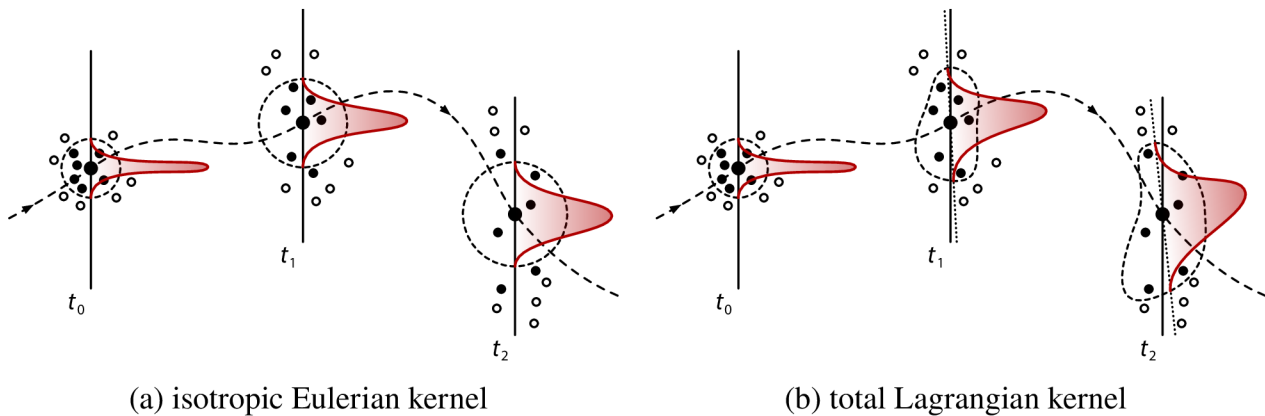 t0
t1
t2
t0
t1
t2
(a) isotropic Eulerian kernel
(b) total Lagrangian kernel